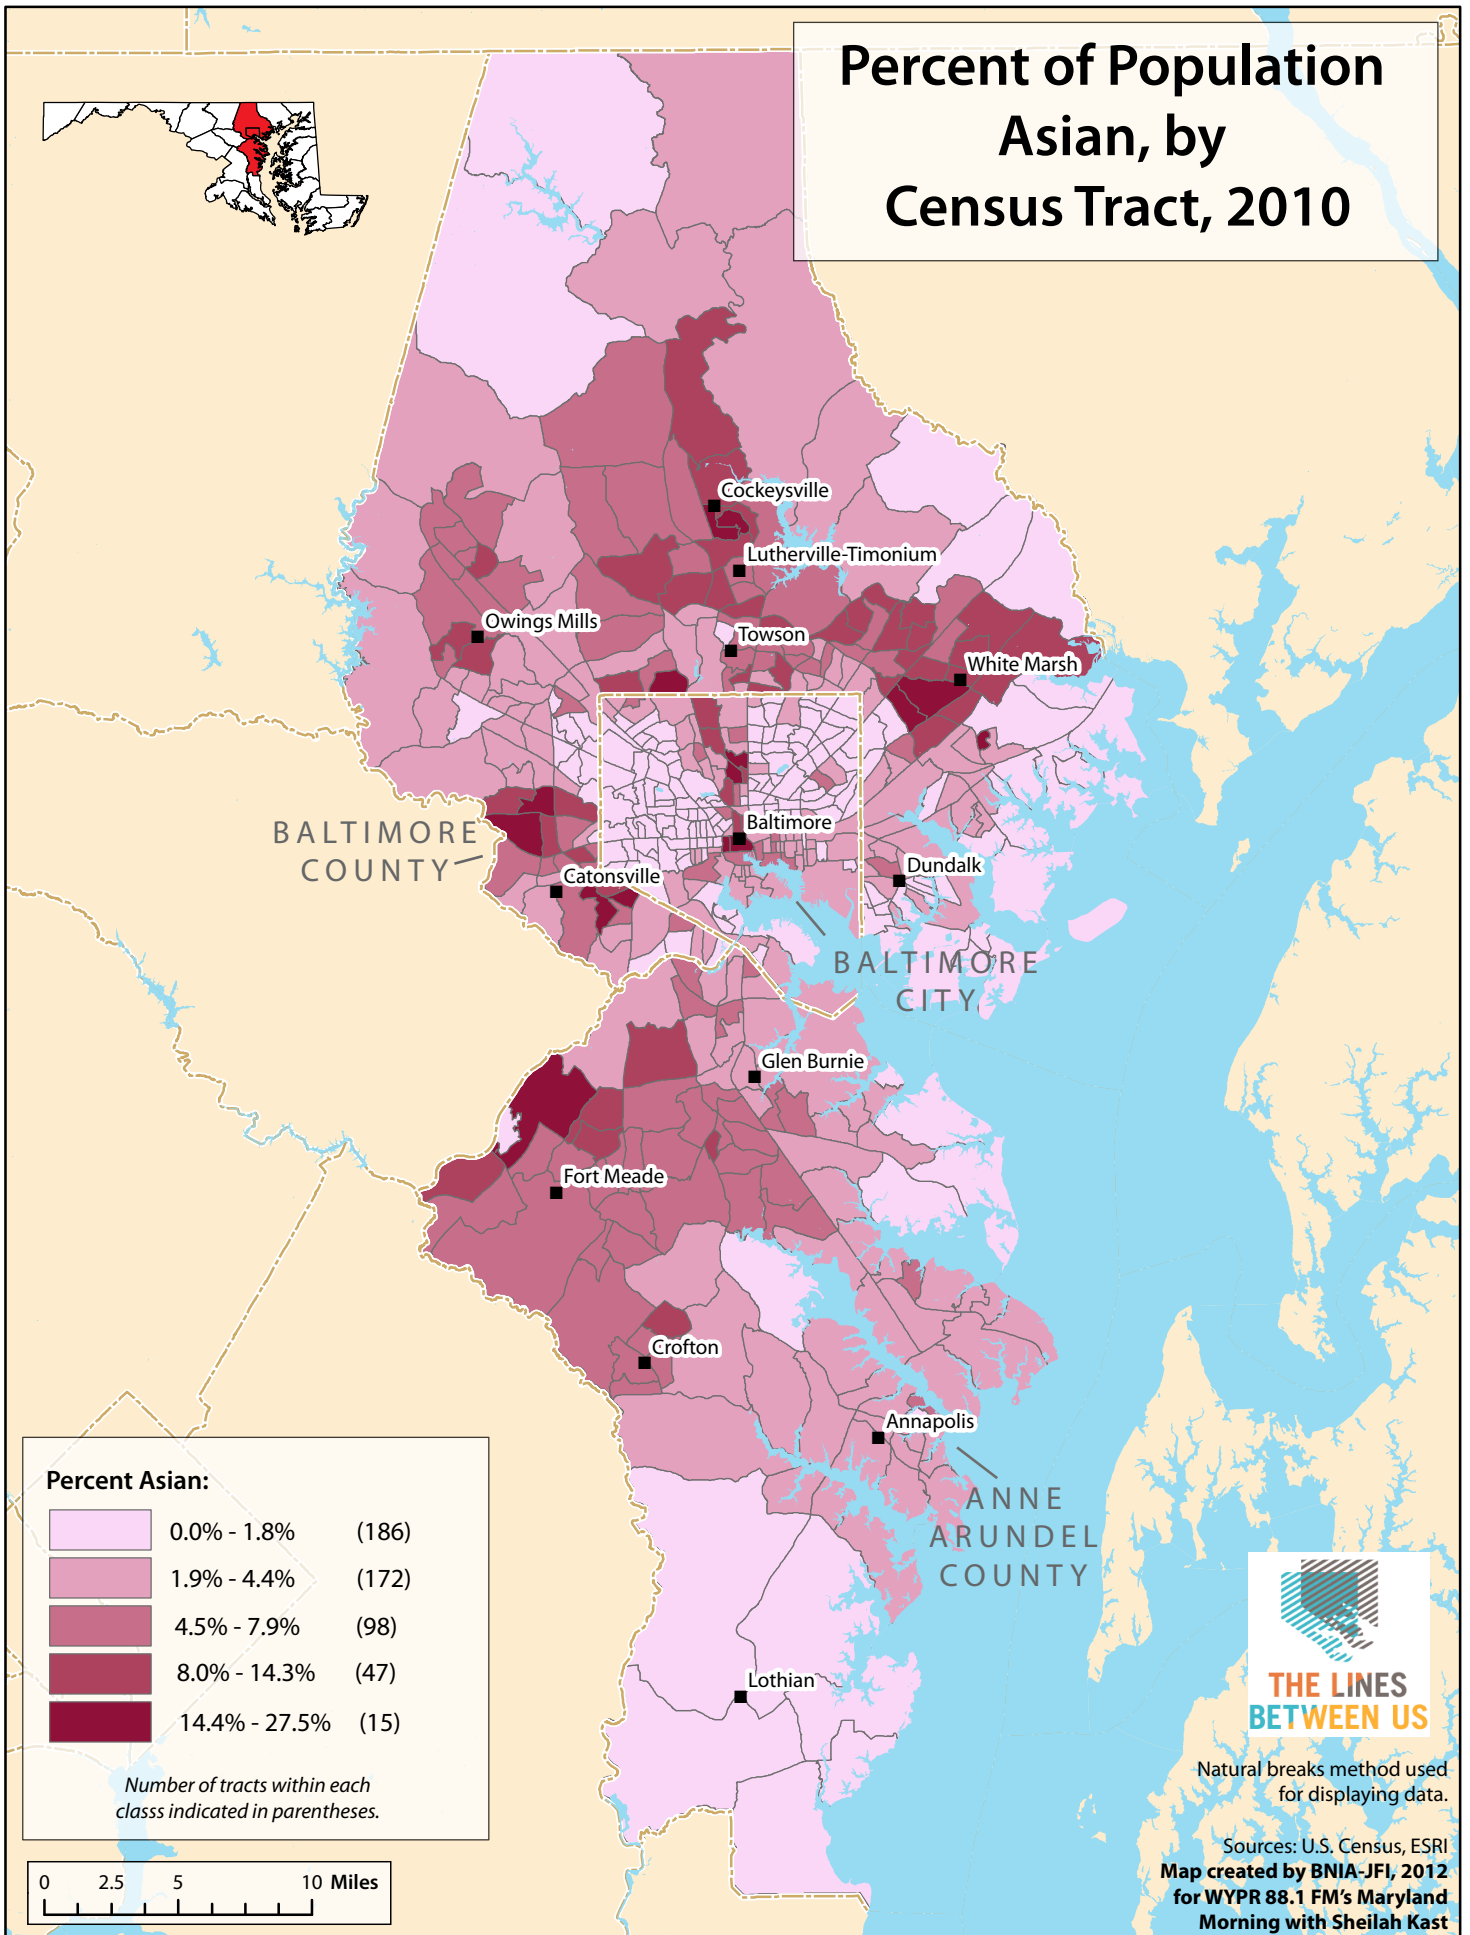 Percent of Population
Asian, by
Census Tract, 2010
Cockeysville
Lutherville-Timonium
Owings Mills
Towson
White Marsh
BALTIMORE
COUNTY
Baltimore
Catonsville
Dundalk
BALTIMORE
CITY
Glen Burnie
Fort Meade
Crofton
Annapolis
ANNE
ARUNDEL
COUNTY
Lothian
Percent Asian:
0.0% - 1.8% (186)
1.9% - 4.4% (172)
4.5% - 7.9% (98)
8.0% - 14.3% (47)
14.4% - 27.5% (15)
Number of tracts within each
classs indicated in parentheses.
0 2.5 5 10 Miles
THE LINES
BETWEEN US
Natural breaks method used
for displaying data.
Sources: U.S. Census, ESRI
Map created by BNIA-JFI, 2012
for WYPR 88.1 FM's Maryland
Morning with Sheilah Kast